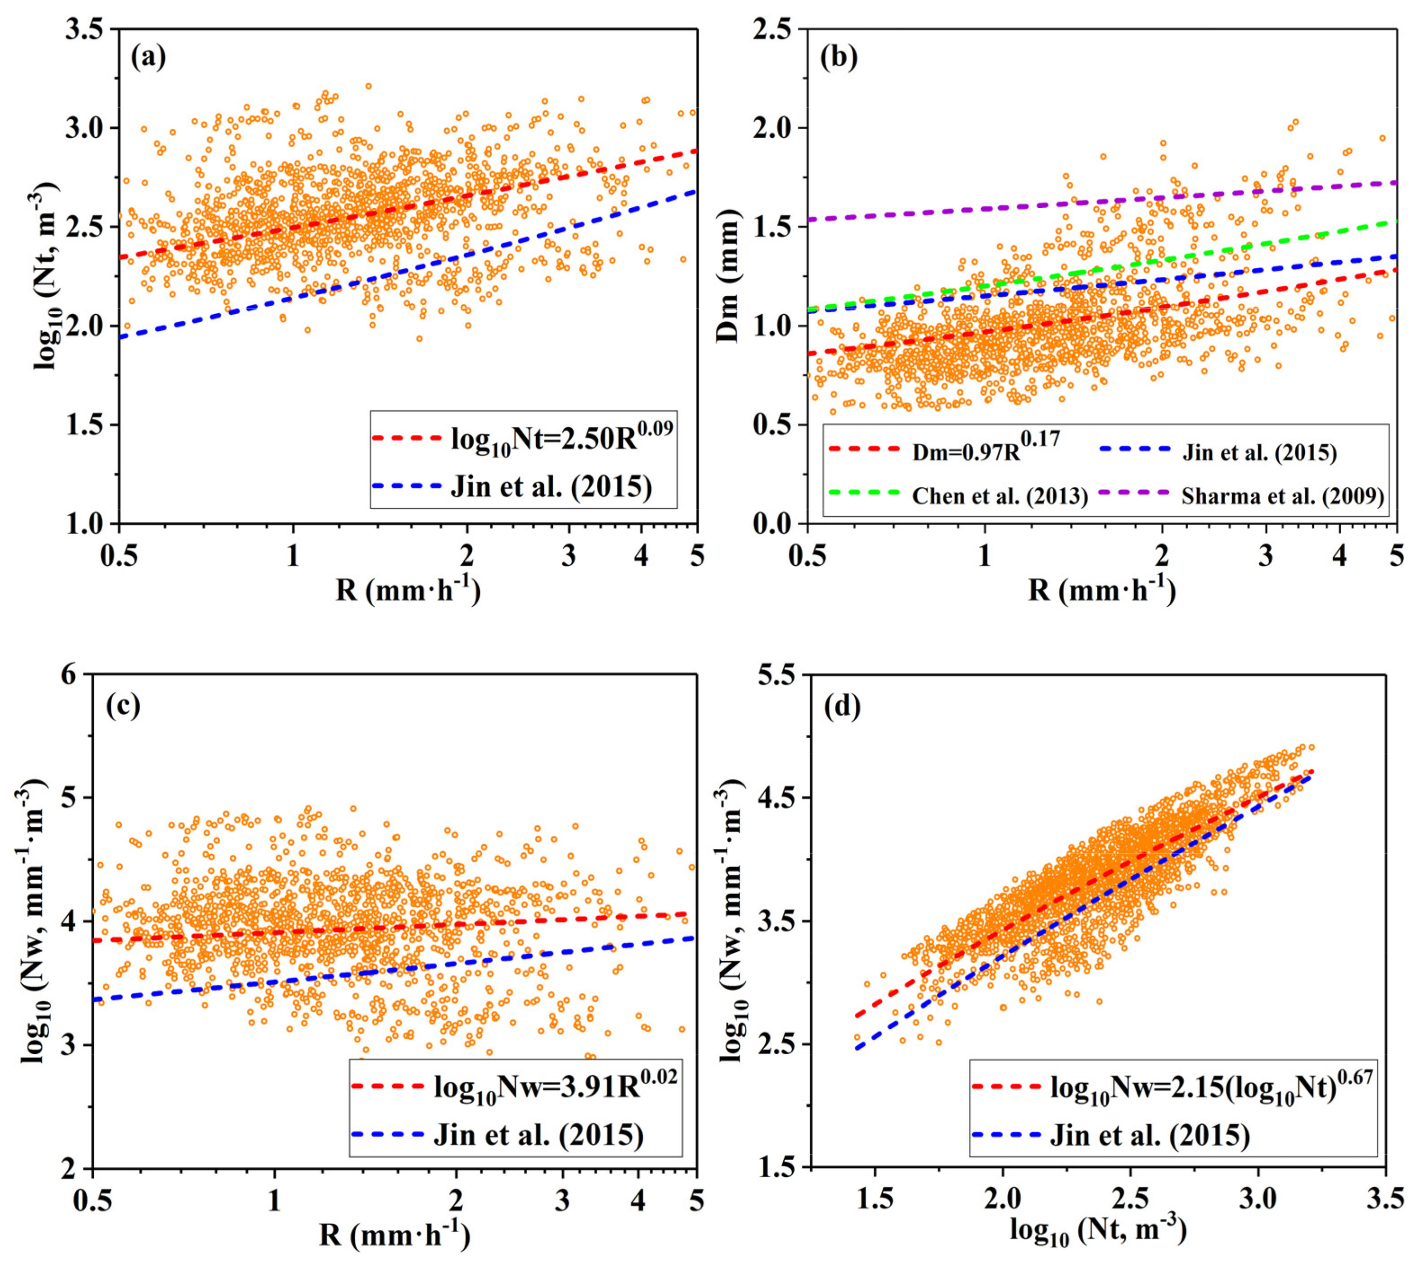 (a)
3.5
3.0
2.5
2.0
1.5
1.0
log10 (Nt, m-3)
log10Nt=2.50R0.09
Jin et al. (2015)
0.5 1 2 3 4 5
R (mm·h-1)
(b)
2.5
2.0
1.5
1.0
0.5
0.0
Dm (mm)
Dm=0.97R0.17 Jin et al. (2015)
Chen et al. (2013) Sharma et al. (2009)
0.5 1 2 3 4 5
R (mm·h-1)
(c)
6
5
4
3
2
log10 (Nw, mm-1·m-3)
log10Nw=3.91R0.02
Jin et al. (2015)
0.5 1 2 3 4 5
R (mm·h-1)
(d)
5.5
4.5
3.5
2.5
1.5
log10 (Nw, mm-1·m-3)
log10Nw=2.15(log10Nt)0.67
Jin et al. (2015)
1.5 2.0 2.5 3.0 3.5
log10 (Nt, m-3)